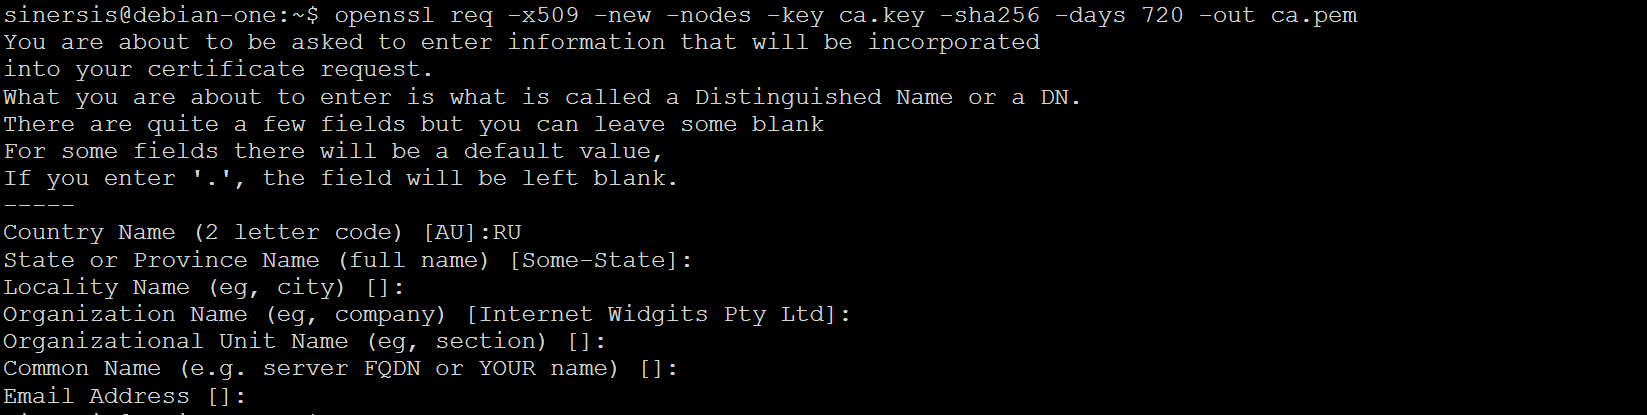 sinersis@debian-one:~$ openssl req -x509 -new -nodes -key ca.key -sha256 -days 720 -out ca.pem
You are about to be asked to enter information that will be incorporated
into your certificate request.
What you are about to enter is what is called a Distinguished Name or a DN.
There are quite a few fields but you can leave some blank
For some fields there will be a default value,
If you enter '.', the field will be left blank.
-----
Country Name (2 letter code) [AU]:RU
State or Province Name (full name) [Some-State]:
Locality Name (eg, city) []:
Organization Name (eg, company) [Internet Widgits Pty Ltd]:
Organizational Unit Name (eg, section) []:
Common Name (e.g. server FQDN or YOUR name) []:
Email Address []: